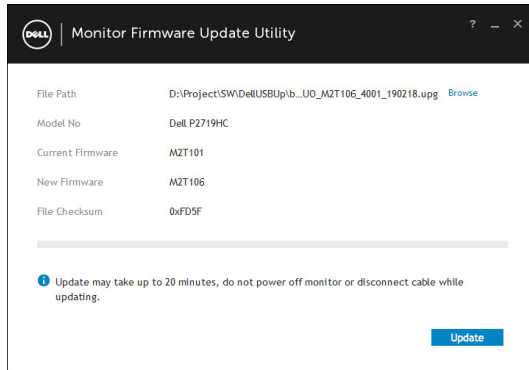 DELL Monitor Firmware Update Utility ? _ X
File Path D:\Project\SW\DellUSBUp\b...UO_M2T106_4001_190218.upg Browse
Model No Dell P2719HC
Current Firmware M2T101
New Firmware M2T106
File Checksum 0xFD5F
Update may take up to 20 minutes, do not power off monitor or disconnect cable while
updating.
Update